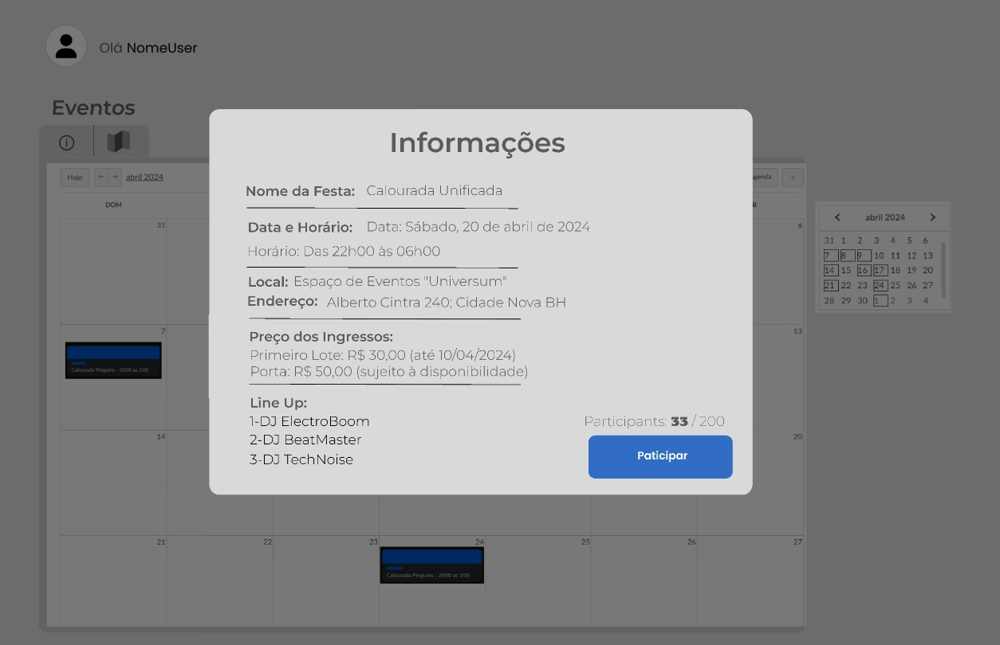 Olá NomeUser
Eventos
Informações
Hoje
abril 2024
DOM
31
7
Calourada Pinguins - 20:00 as 3:00
14
21
22
23
24
Calourada Pinguins - 20:00 as 3:00
25
26
27
6
13
20
Nome da Festa: Calourada Unificada
Data e Horário: Data: Sábado, 20 de abril de 2024
Horário: Das 22h00 às 06h00
Local: Espaço de Eventos "Universum"
Endereço: Alberto Cintra 240; Cidade Nova BH
Preço dos Ingressos:
Primeiro Lote: R$ 30,00 (até 10/04/2024)
Porta: R$ 50,00 (sujeito à disponibilidade)
Line Up:
1-DJ ElectroBoom
2-DJ BeatMaster
3-DJ TechNoise
Participants: 33 / 200
Paticipar
abril 2024
31 1 2 3 4 5 6
7 8 9 10 11 12 13
14 15 16 17 18 19 20
21 22 23 24 25 26 27
28 29 30 1 2 3 4